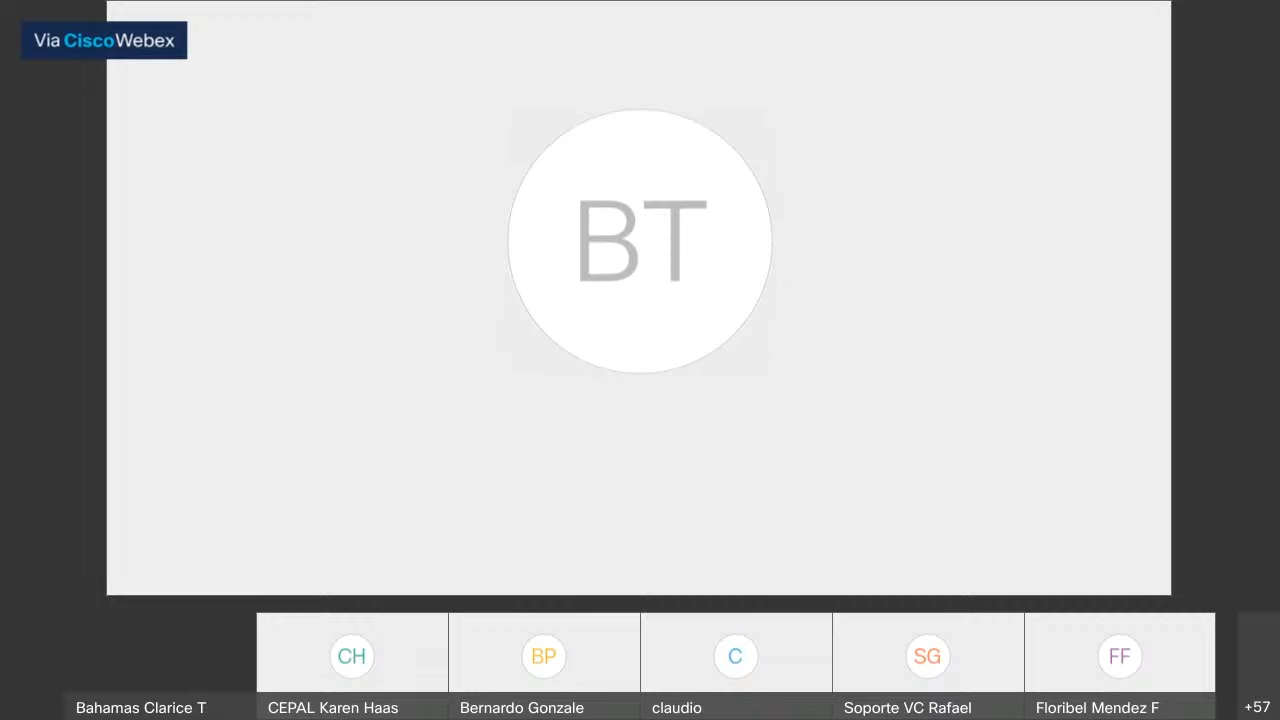 Via CiscoWebex
BT
CH
BP
C
SG
FF
Bahamas Clarice T
CEPAL Karen Haas
Bernardo Gonzale
claudio
Soporte VC Rafael
Floribel Mendez F
+57